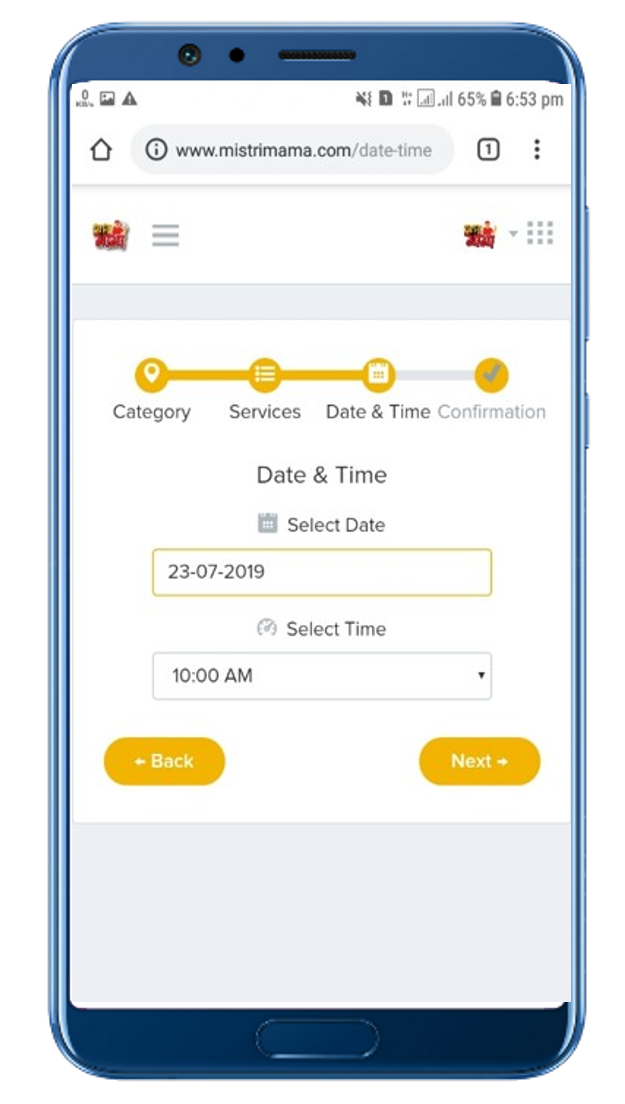 0
KB/s
65% 6:53 pm
www.mistrimama.com/date-time
1
Category Services Date & Time Confirmation
Date & Time
Select Date
23-07-2019
Select Time
10:00 AM
← Back Next →